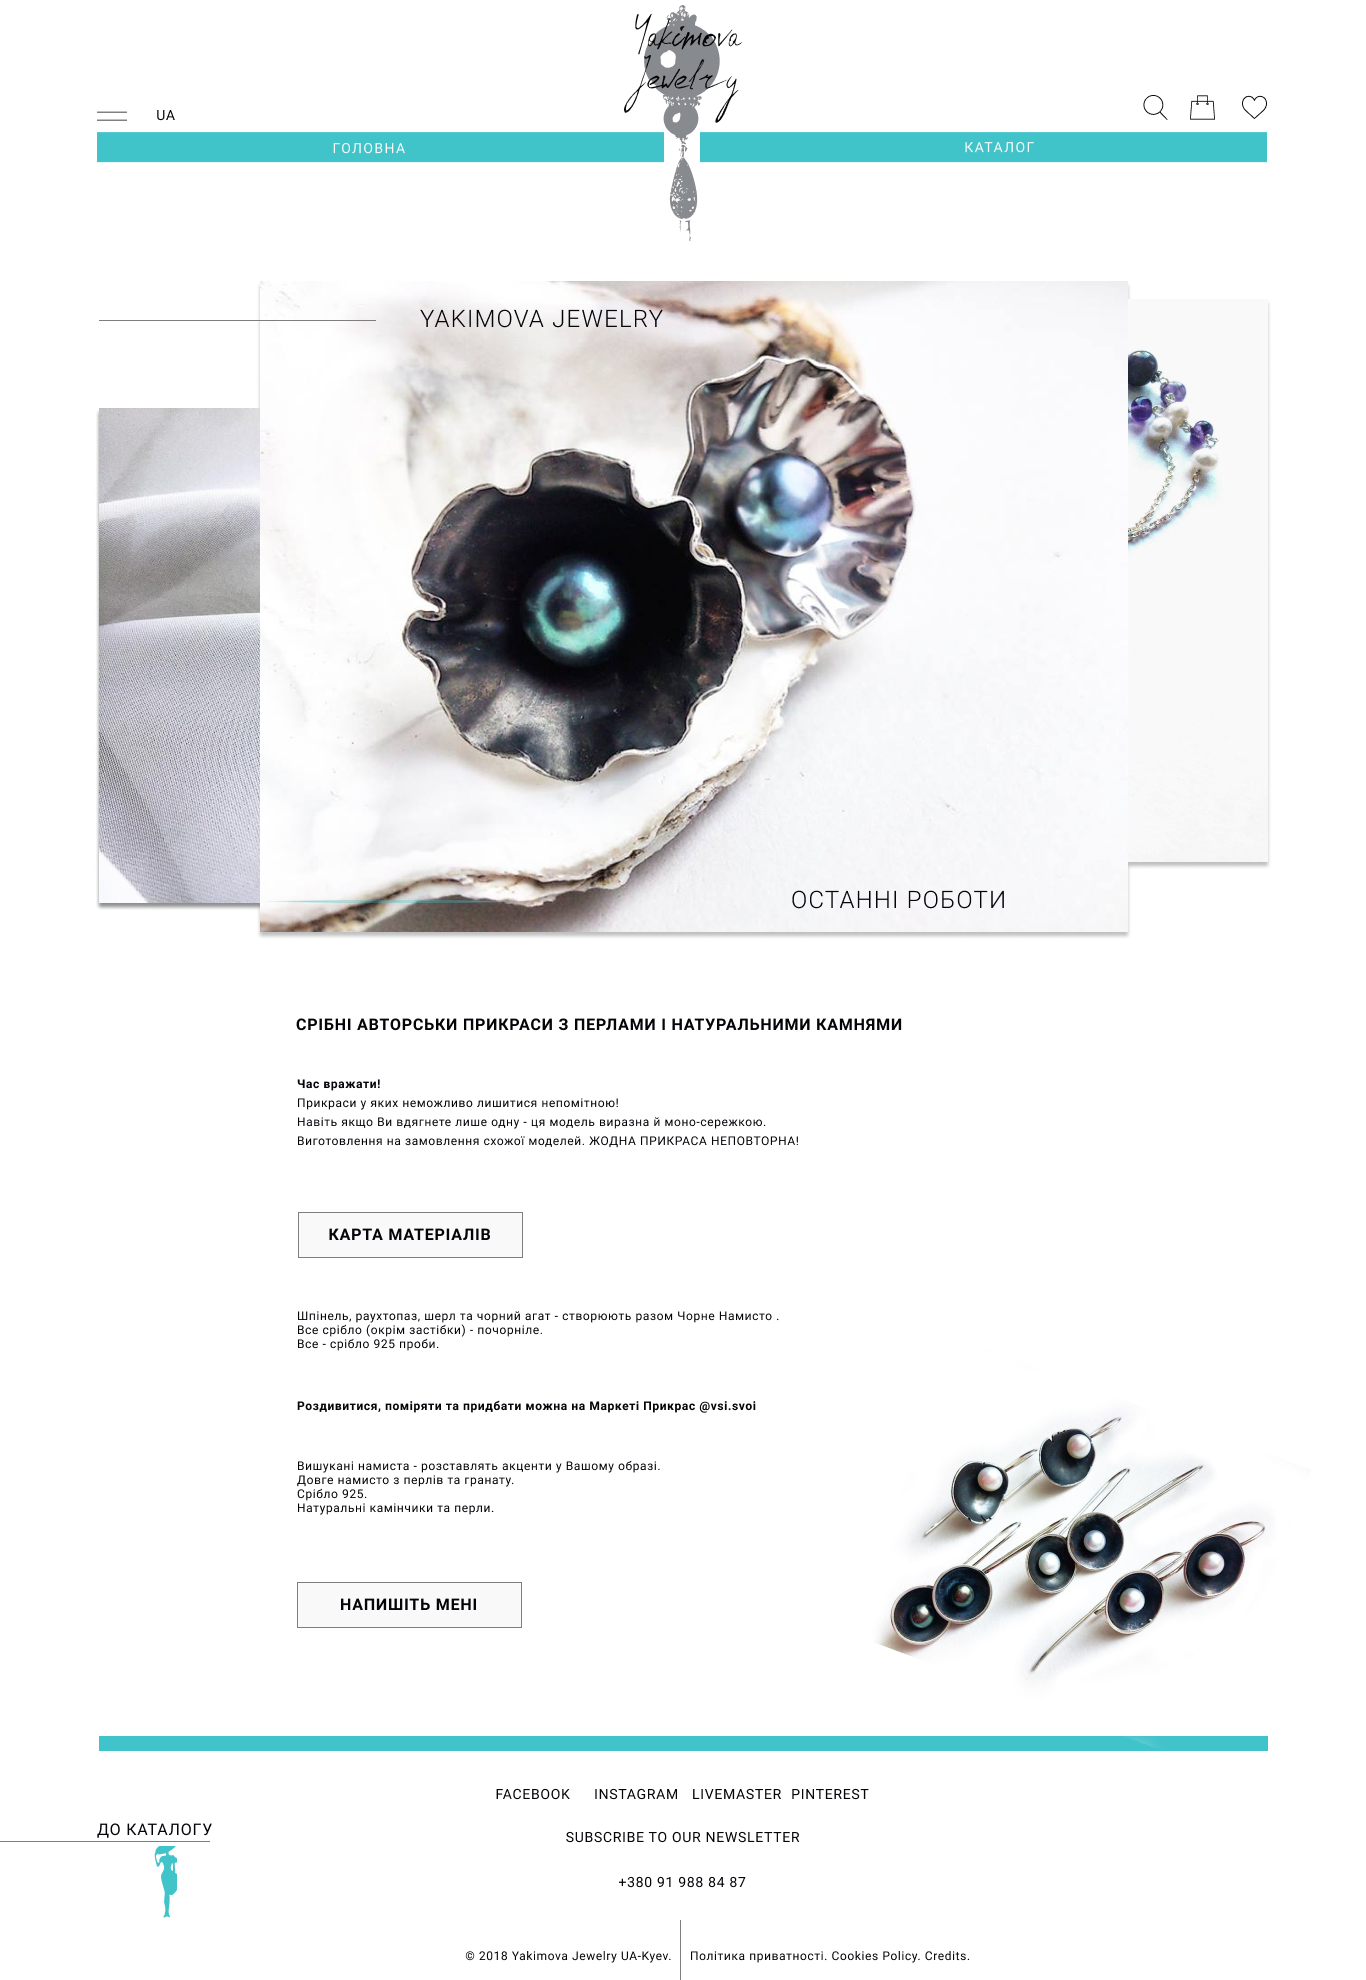 Yakimova
Jewelry
UA
ГОЛОВНА
КАТАЛОГ
YAKIMOVA JEWELRY
ОСТАННІ РОБОТИ
СРІБНІ АВТОРСЬКИ ПРИКРАСИ З ПЕРЛАМИ І НАТУРАЛЬНИМИ КАМНЯМИ
Час вражати!
Прикраси у яких неможливо лишитися непомітною!
Навіть якщо Ви вдягнете лише одну - ця модель виразна й моно-сережкою.
Виготовлення на замовлення схожої моделей. ЖОДНА ПРИКРАСА НЕПОВТОРНА!
КАРТА МАТЕРІАЛІВ
Шпінель, раухтопаз, шерл та чорний агат - створюють разом Чорне Намисто .
Все срібло (окрім застібки) - почорніле.
Все - срібло 925 проби.
Роздивитися, поміряти та придбати можна на Маркеті Прикрас @vsi.svoi
Вишукані намиста - розставлять акценти у Вашому образі.
Довге намисто з перлів та гранату.
Срібло 925.
Натуральні камінчики та перли.
НАПИШІТЬ МЕНІ
FACEBOOK INSTAGRAM LIVEMASTER PINTEREST
ДО КАТАЛОГУ
SUBSCRIBE TO OUR NEWSLETTER
+380 91 988 84 87
© 2018 Yakimova Jewelry UA-Kyev.
Політика приватності. Cookies Policy. Credits.